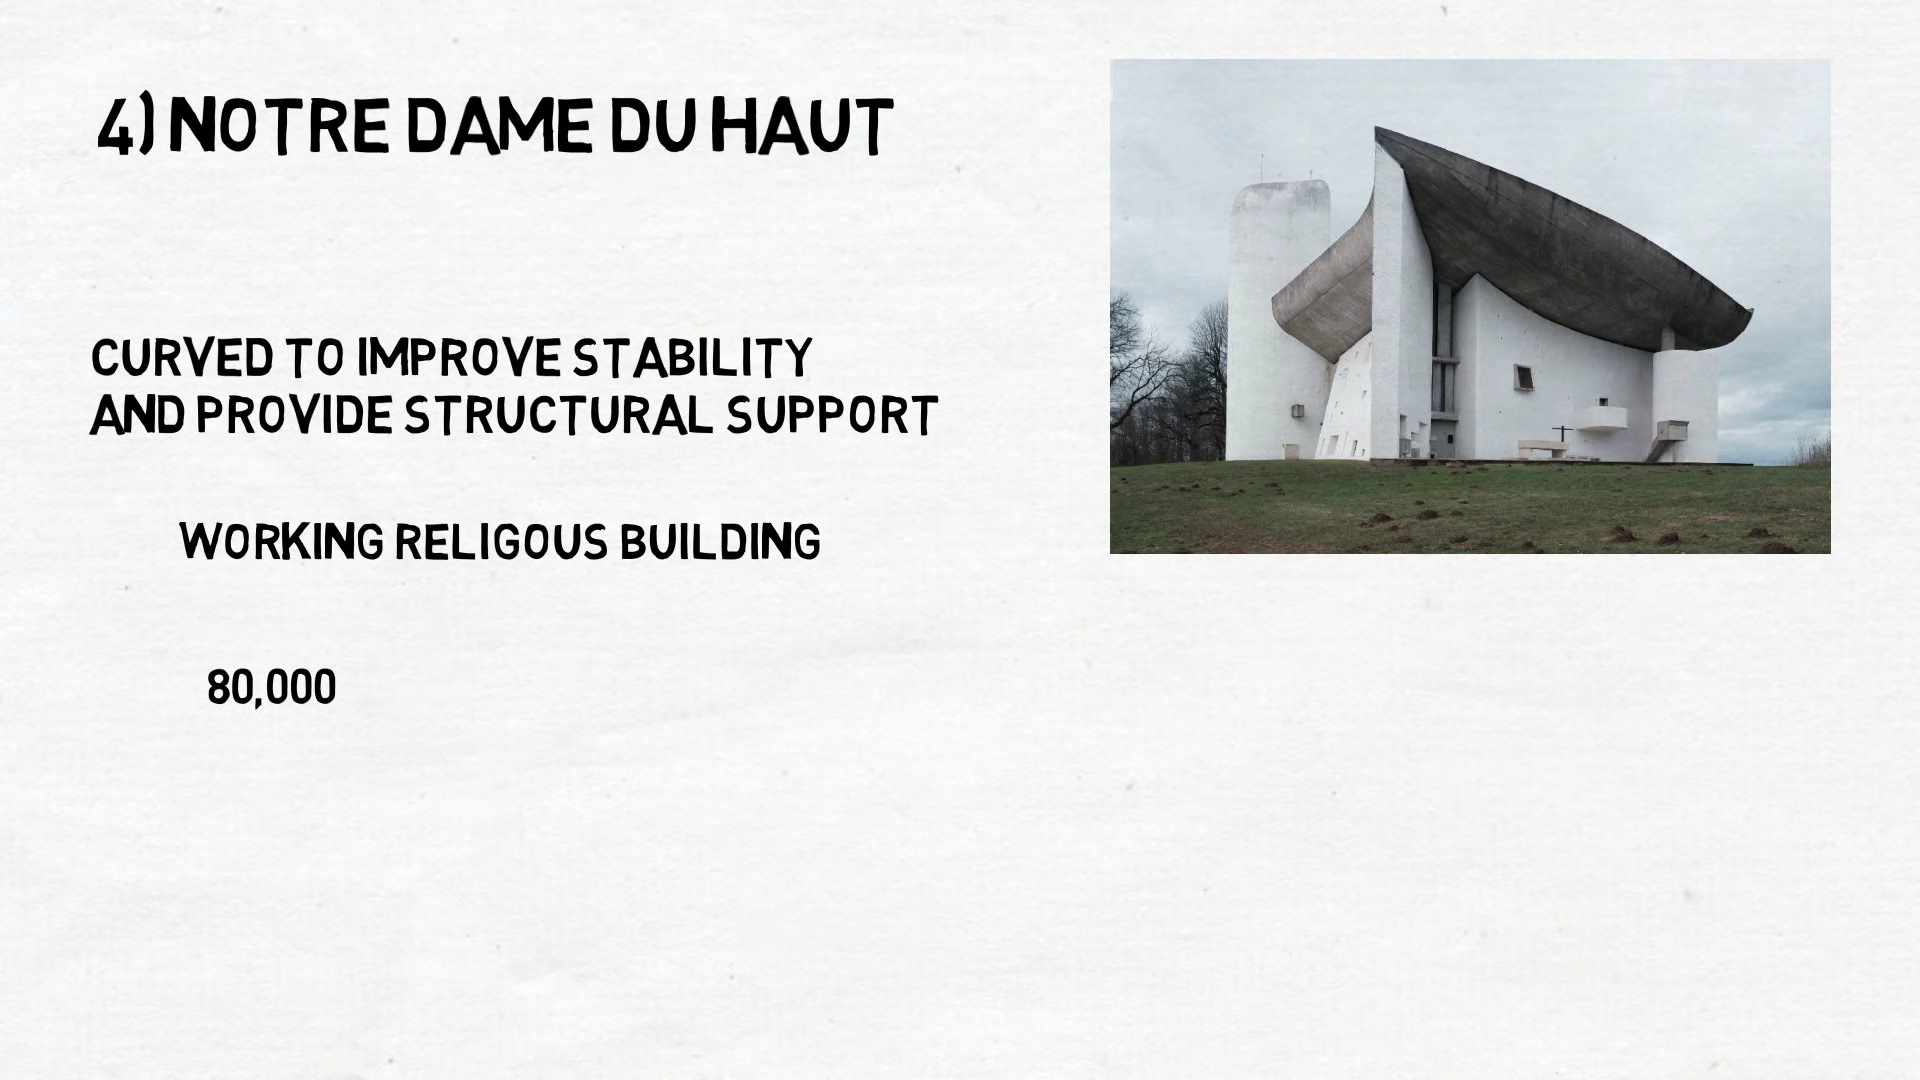 4) NOTRE DAME DU HAUT
CURVED TO IMPROVE STABILITY
AND PROVIDE STRUCTURAL SUPPORT
WORKING RELIGOUS BUILDING
80,000